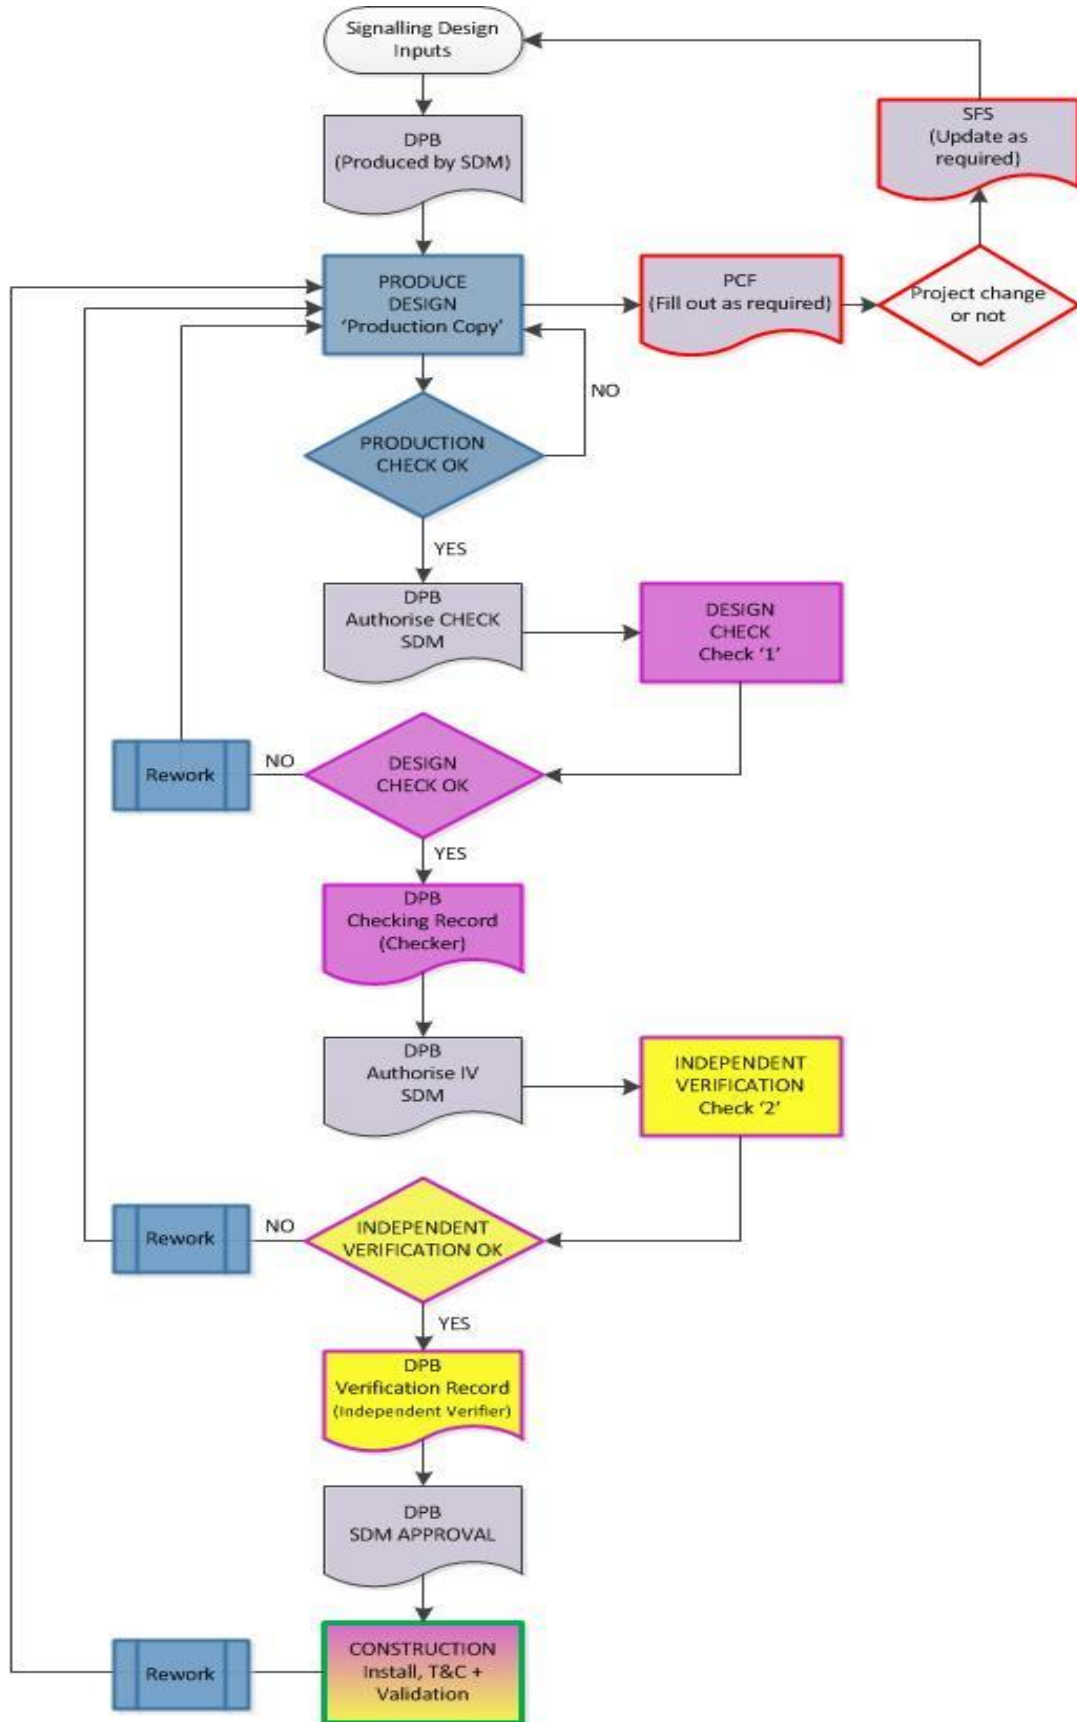 Signalling Design
Inputs
SFS
(Update as
required)
DPB
(Produced by SDM)
PRODUCE
DESIGN
‘Production Copy’
PCF
(Fill out as required)
Project change
or not
NO
PRODUCTION
CHECK OK
YES
DPB
Authorise CHECK
SDM
DESIGN
CHECK
Check ‘1’
Rework
NO
DESIGN
CHECK OK
YES
DPB
Checking Record
(Checker)
DPB
Authorise IV
SDM
INDEPENDENT
VERIFICATION
Check ‘2’
Rework
NO
INDEPENDENT
VERIFICATION OK
YES
DPB
Verification Record
(Independent Verifier)
DPB
SDM APPROVAL
Rework
CONSTRUCTION
Install, T&C +
Validation